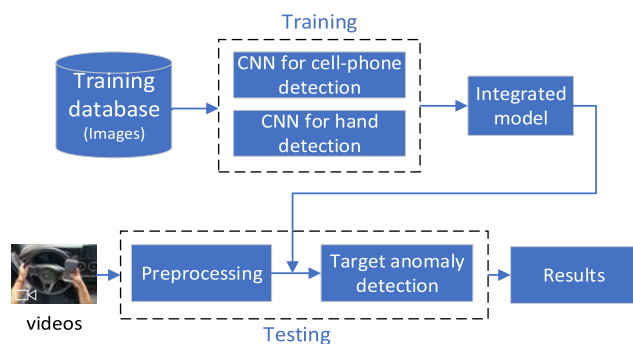 Training
Training
database
(Images)
CNN for cell-phone
detection
CNN for hand
detection
Integrated
model
videos
Preprocessing
Target anomaly
detection
Results
Testing